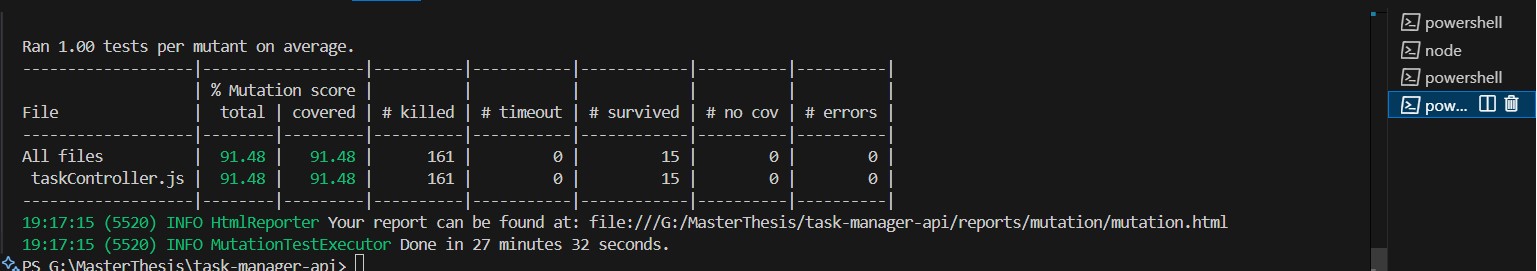 Ran 1.00 tests per mutant on average.
------------------|------------------|----------|-----------|------------|----------|----------|
                  | % Mutation score |          |           |            |          |          |
File              |  total | covered | # killed | # timeout | # survived | # no cov | # errors |
------------------|--------|---------|----------|-----------|------------|----------|----------|
All files         |  91.48 |   91.48 |      161 |         0 |         15 |        0 |        0 |
 taskController.js |  91.48 |   91.48 |      161 |         0 |         15 |        0 |        0 |
------------------|--------|---------|----------|-----------|------------|----------|----------|
19:17:15 (5520) INFO HtmlReporter Your report can be found at: file:///G:/MasterThesis/task-manager-api/reports/mutation/mutation.html
19:17:15 (5520) INFO MutationTestExecutor Done in 27 minutes 32 seconds.
PS G:\MasterThesis\task-manager-api>
powershell
node
powershell
pow...